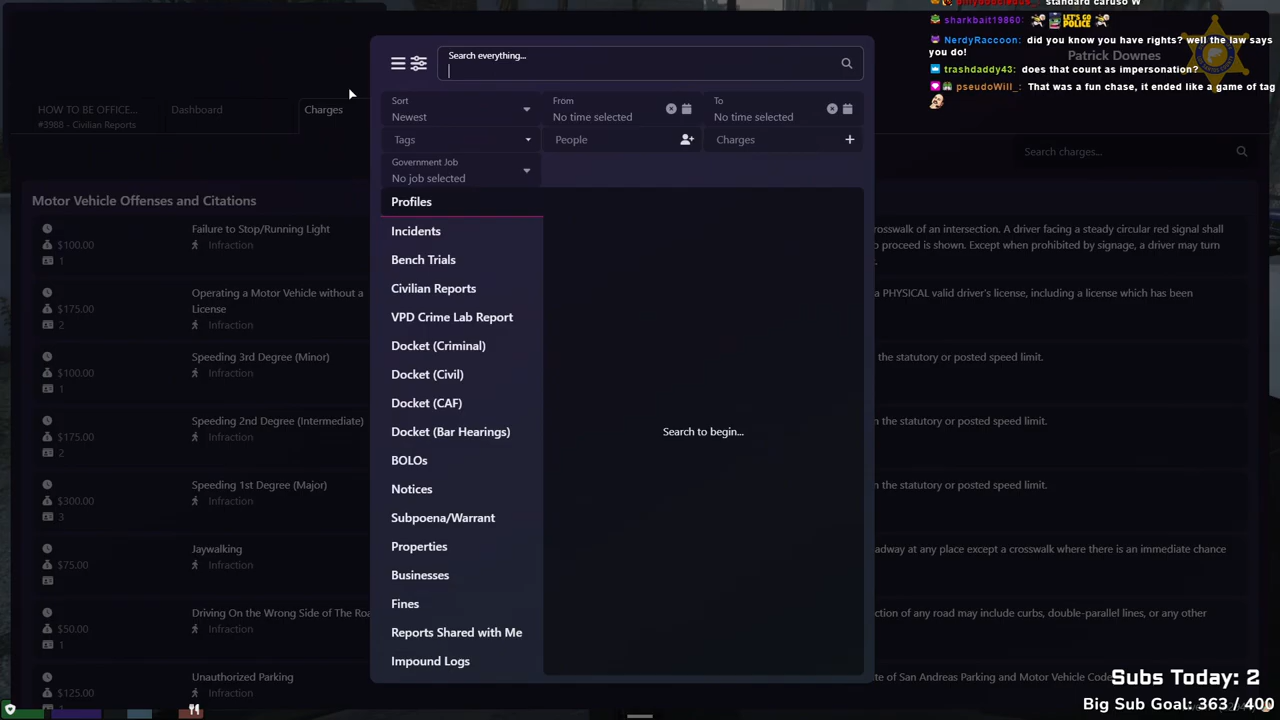 standard caruso W
sharkbait19860: LET'S GO POLICE
NerdyRaccoon: did you know you have rights? well the law says
you do!
Patrick Downes
trashdaddy43: does that count as impersonation?
pseudoWill_: That was a fun chase, it ended like a game of tag
Search everything...
HOW TO BE OFFICE...
#3988 - Civilian Reports
Dashboard
Charges
Sort
Newest
From
No time selected
To
No time selected
Tags
People
Charges
Government Job
No job selected
Search charges...
Profiles
Incidents
Bench Trials
Civilian Reports
VPD Crime Lab Report
Docket (Criminal)
Docket (Civil)
Docket (CAF)
Docket (Bar Hearings)
BOLOs
Notices
Subpoena/Warrant
Properties
Businesses
Fines
Reports Shared with Me
Impound Logs
Search to begin...
Motor Vehicle Offenses and Citations
Failure to Stop/Running Light
$100.00
Infraction
1
rosswalk of an intersection. A driver facing a steady circular red signal shall
to proceed is shown. Except when prohibited by signage, a driver may turn
Operating a Motor Vehicle without a
License
$175.00
2
Infraction
a PHYSICAL valid driver's license, including a license which has been
Speeding 3rd Degree (Minor)
$100.00
Infraction
1
the statutory or posted speed limit.
Speeding 2nd Degree (Intermediate)
$175.00
Infraction
2
n the statutory or posted speed limit.
Speeding 1st Degree (Major)
$300.00
Infraction
3
n the statutory or posted speed limit.
Jaywalking
$75.00
Infraction
adway at any place except a crosswalk where there is an immediate chance
Driving On the Wrong Side of The Roa
$50.00
Infraction
1
ction of any road may include curbs, double-parallel lines, or any other
Unauthorized Parking
$125.00
Infraction
te of San Andreas Parking and Motor Vehicle Code
Subs Today: 2
Big Sub Goal: 363 / 400